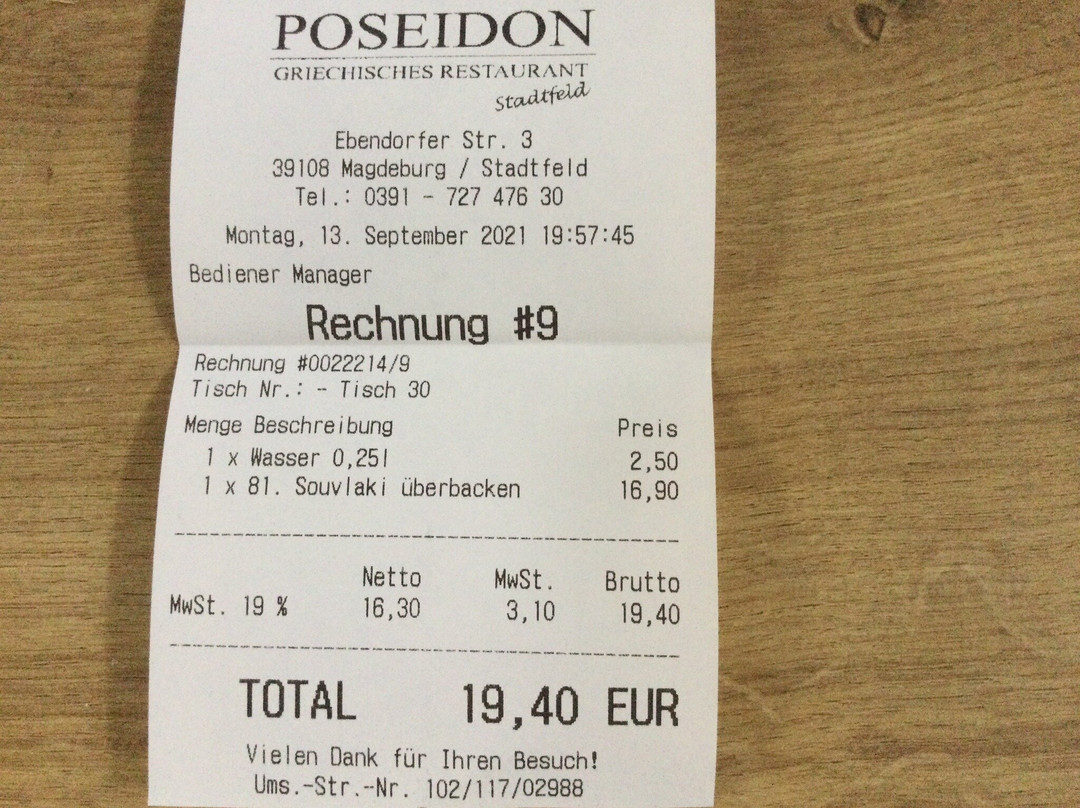 POSEIDON
GRIECHISCHES RESTAURANT
Stadtfeld
Ebendorfer Str. 3
39108 Magdeburg / Stadtfeld
Tel.: 0391 - 727 476 30
Montag, 13. September 2021 19:57:45
Bediener Manager
Rechnung #9
Rechnung #0022214/9
Tisch Nr.: - Tisch 30
Menge Beschreibung Preis
1 x Wasser 0,25l 2,50
1 x 81. Souvlaki überbacken 16,90
Netto MwSt. Brutto
MwSt. 19 % 16,30 3,10 19,40
TOTAL 19,40 EUR
Vielen Dank für Ihren Besuch!
Ums.-Str.-Nr. 102/117/02988